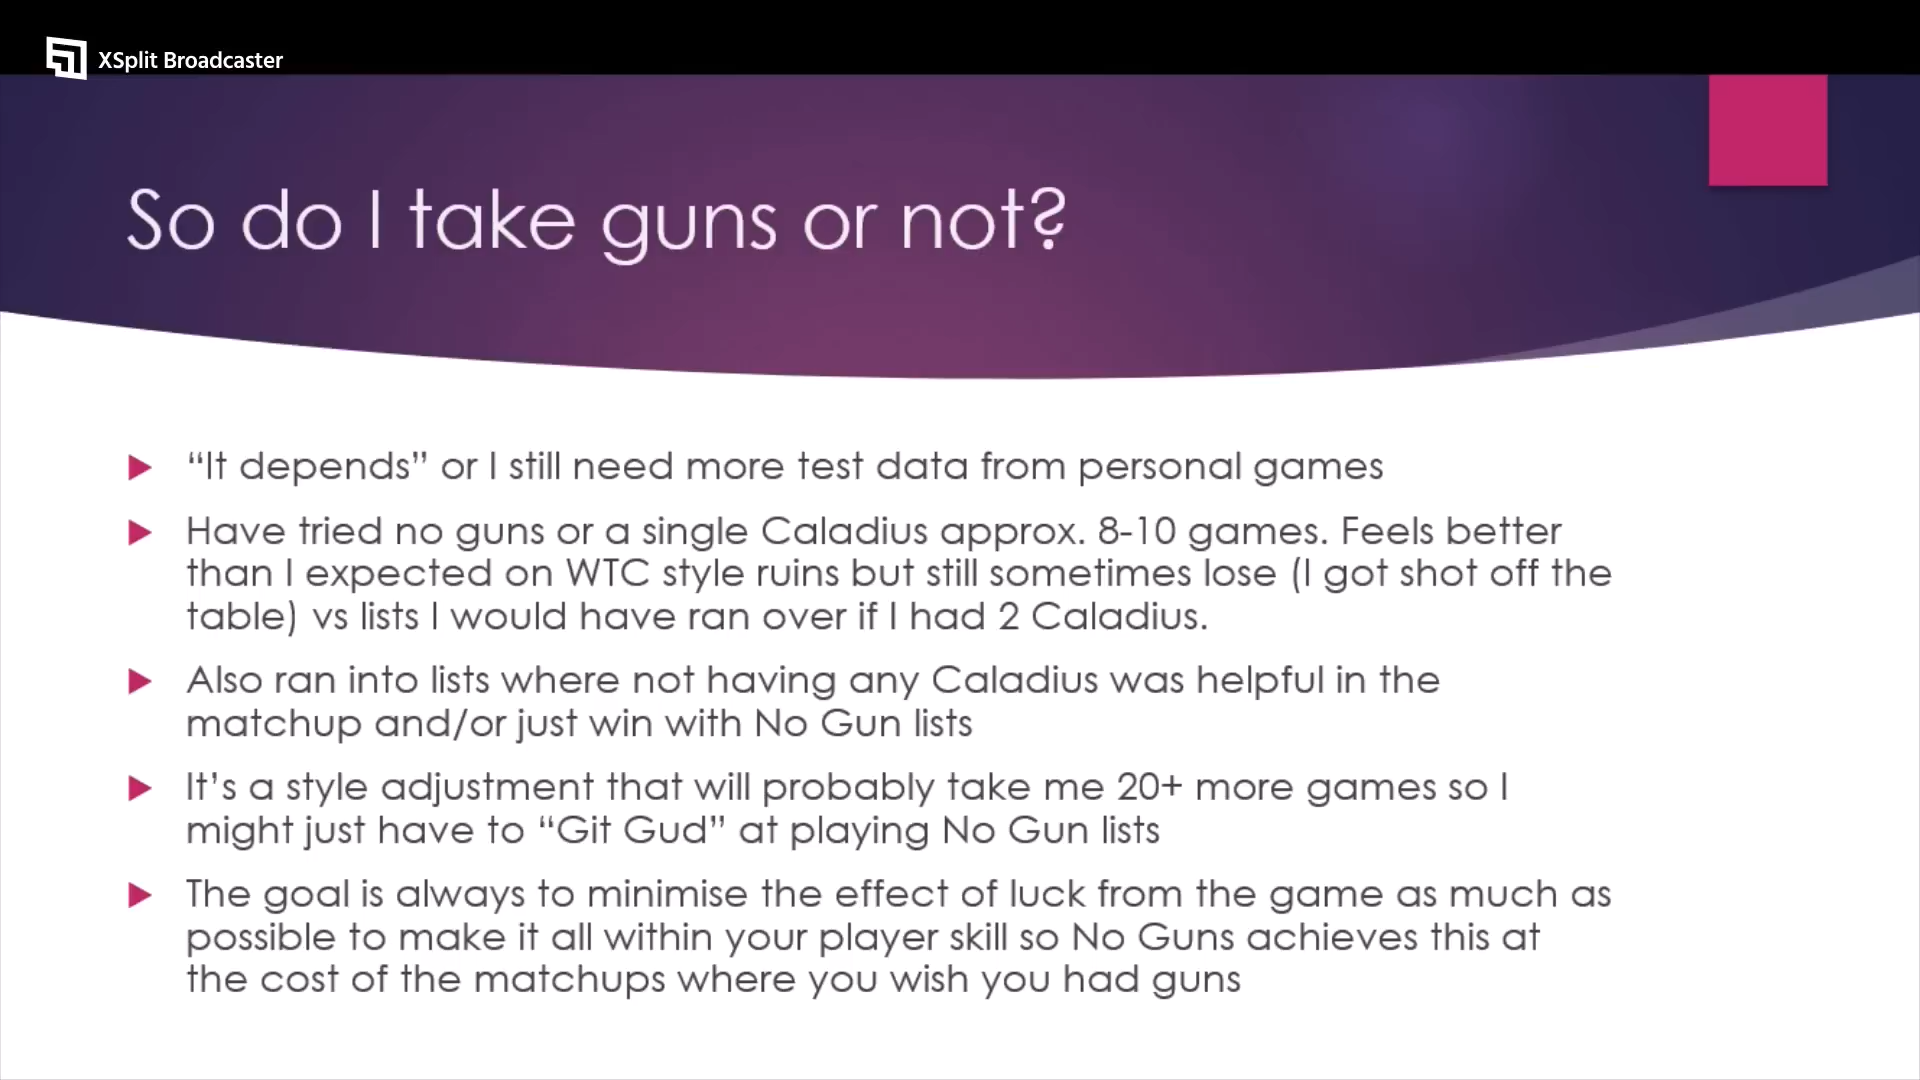 XSplit Broadcaster
So do I take guns or not?
“It depends” or I still need more test data from personal games
Have tried no guns or a single Caladius approx. 8-10 games. Feels better
than I expected on WTC style ruins but still sometimes lose (I got shot off the
table) vs lists I would have ran over if I had 2 Caladius.
Also ran into lists where not having any Caladius was helpful in the
matchup and/or just win with No Gun lists
It’s a style adjustment that will probably take me 20+ more games so I
might just have to “Git Gud” at playing No Gun lists
The goal is always to minimise the effect of luck from the game as much as
possible to make it all within your player skill so No Guns achieves this at
the cost of the matchups where you wish you had guns